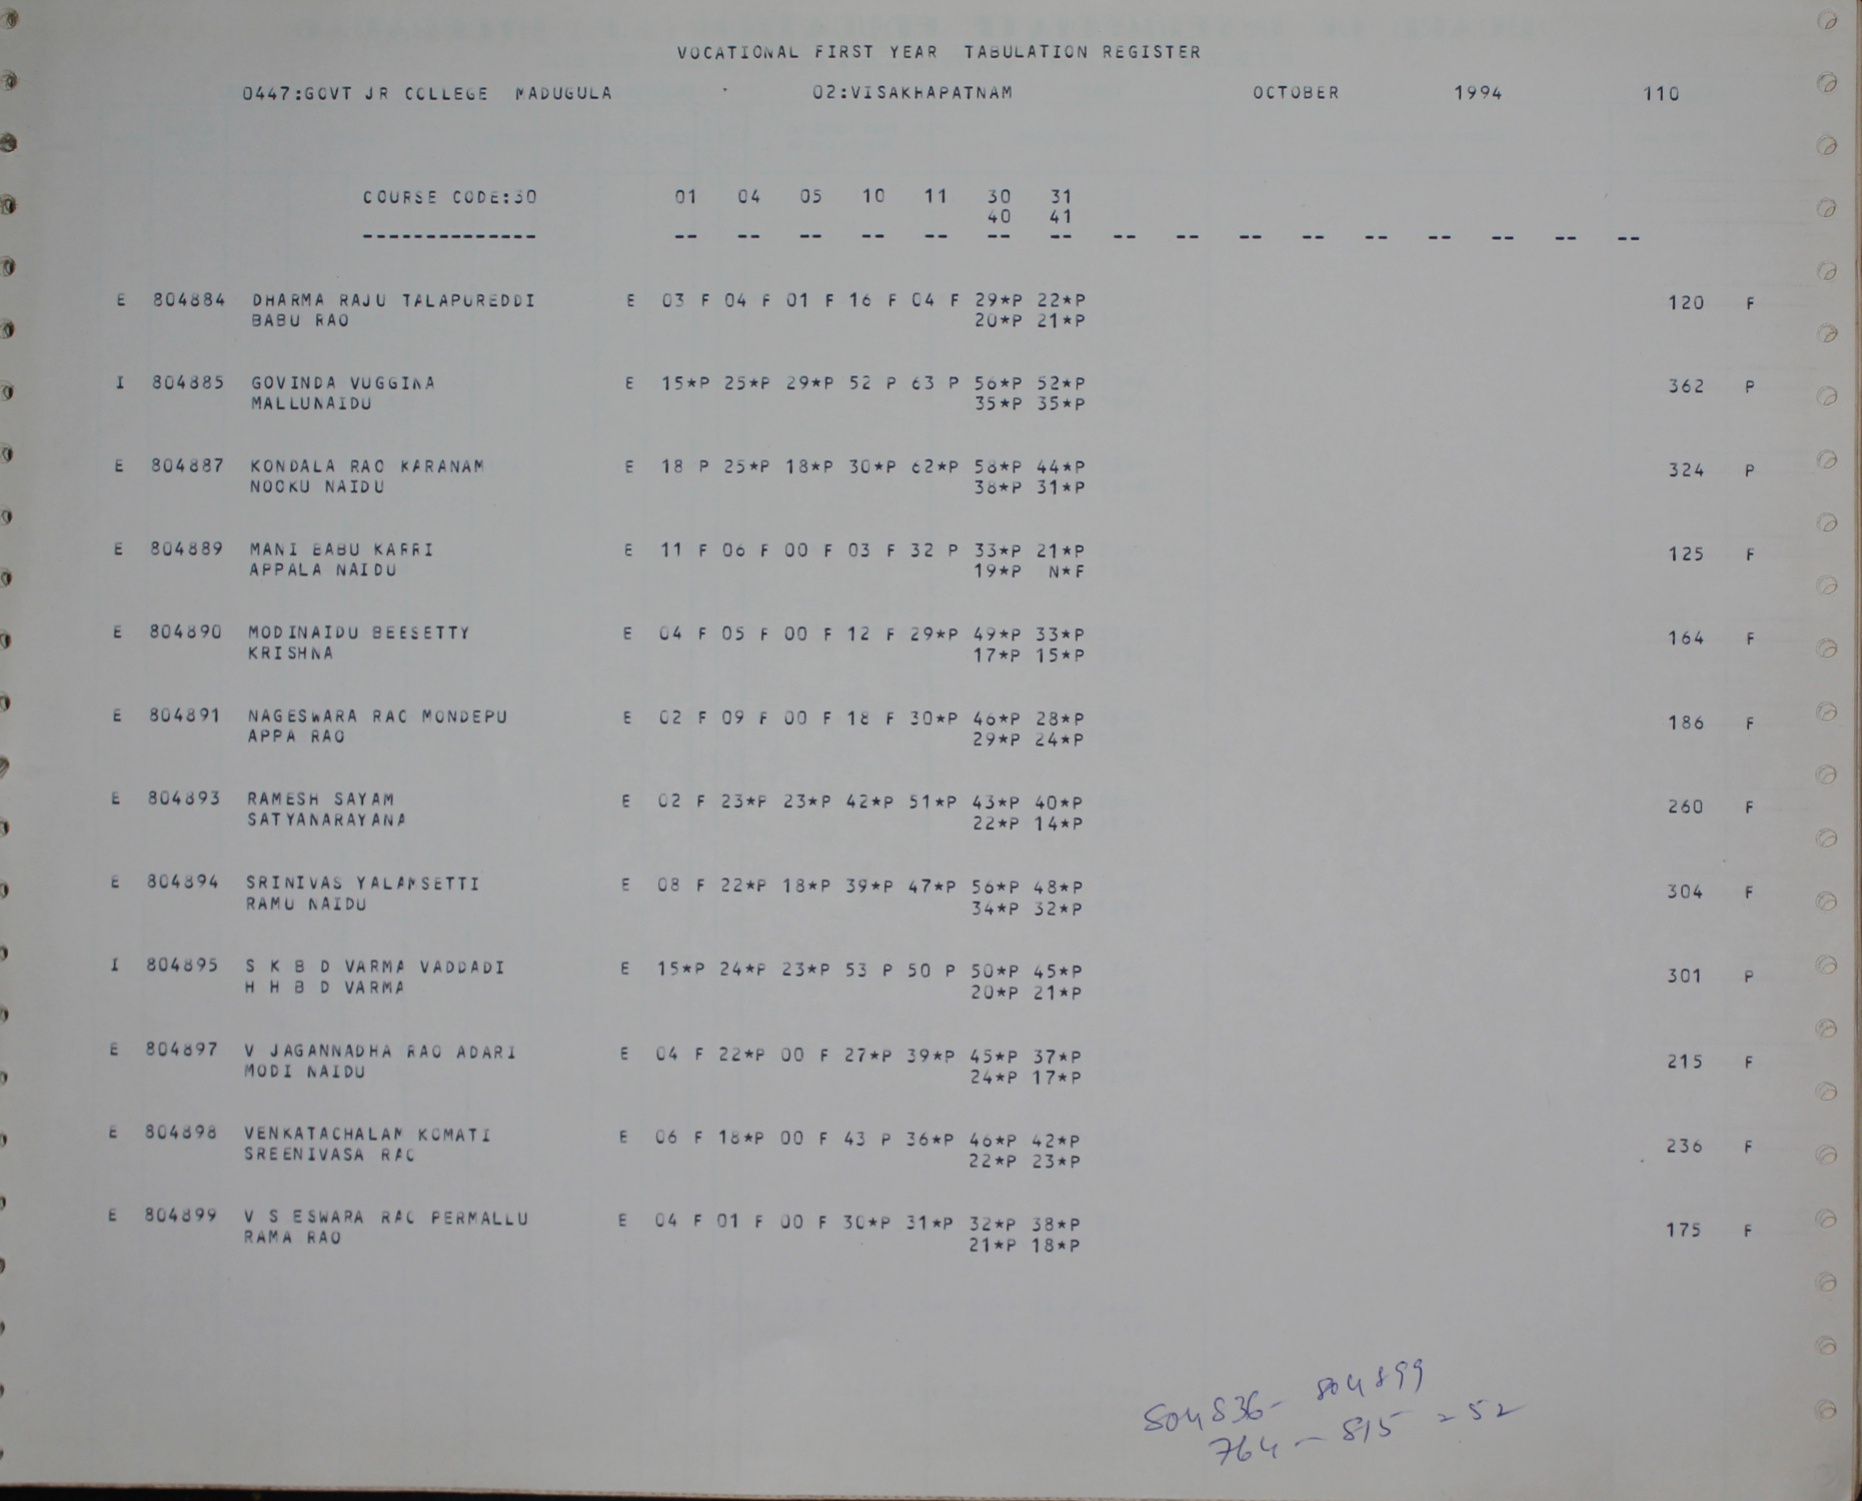 VOCATIONAL FIRST YEAR TABULATION REGISTER
0447:GOVT JR COLLEGE MADUGULA 02:VISAKHAPATNAM OCTOBER 1994 110
COURSE CODE:30 01 04 05 10 11 30 31
40 41
-------------- -- -- -- -- -- -- -- -- -- -- -- -- -- -- -- --
E 804884 DHARMA RAJU TALAPUREDDI E 03 F 04 F 01 F 16 F 04 F 29*P 22*P 120 F
BABU RAO 20*P 21*P
I 804885 GOVINDA VUGGINA E 15*P 25*P 29*P 52 P 63 P 56*P 52*P 362 P
MALLUNAIDU 35*P 35*P
E 804887 KONDALA RAO KARANAM E 18 P 25*P 18*P 30*P 62*P 58*P 44*P 324 P
NOOKU NAIDU 38*P 31*P
E 804889 MANI BABU KARRI E 11 F 06 F 00 F 03 F 32 P 33*P 21*P 125 F
APPALA NAIDU 19*P N*F
E 804890 MODINAIDU BEESETTY E 04 F 05 F 00 F 12 F 29*P 49*P 33*P 164 F
KRISHNA 17*P 15*P
E 804891 NAGESWARA RAO MONDEPU E 02 F 09 F 00 F 18 F 30*P 46*P 28*P 186 F
APPA RAO 29*P 24*P
E 804893 RAMESH SAYAM E 02 F 23*P 23*P 42*P 51*P 43*P 40*P 260 F
SATYANARAYANA 22*P 14*P
E 804894 SRINIVAS YALAMSETTI E 08 F 22*P 18*P 39*P 47*P 56*P 48*P 304 F
RAMU NAIDU 34*P 32*P
I 804895 S K B D VARMA VADDADI E 15*P 24*P 23*P 53 P 50 P 50*P 45*P 301 P
H H B D VARMA 20*P 21*P
E 804897 V JAGANNADHA RAO ADARI E 04 F 22*P 00 F 27*P 39*P 45*P 37*P 215 F
MODI NAIDU 24*P 17*P
E 804898 VENKATACHALAM KOMATI E 06 F 18*P 00 F 43 P 36*P 46*P 42*P 236 F
SREENIVASA RAO 22*P 23*P
E 804899 V S ESWARA RAO PERMALLU E 04 F 01 F 00 F 30*P 31*P 32*P 38*P 175 F
RAMA RAO 21*P 18*P
804836- 804899
764 - 815 = 52